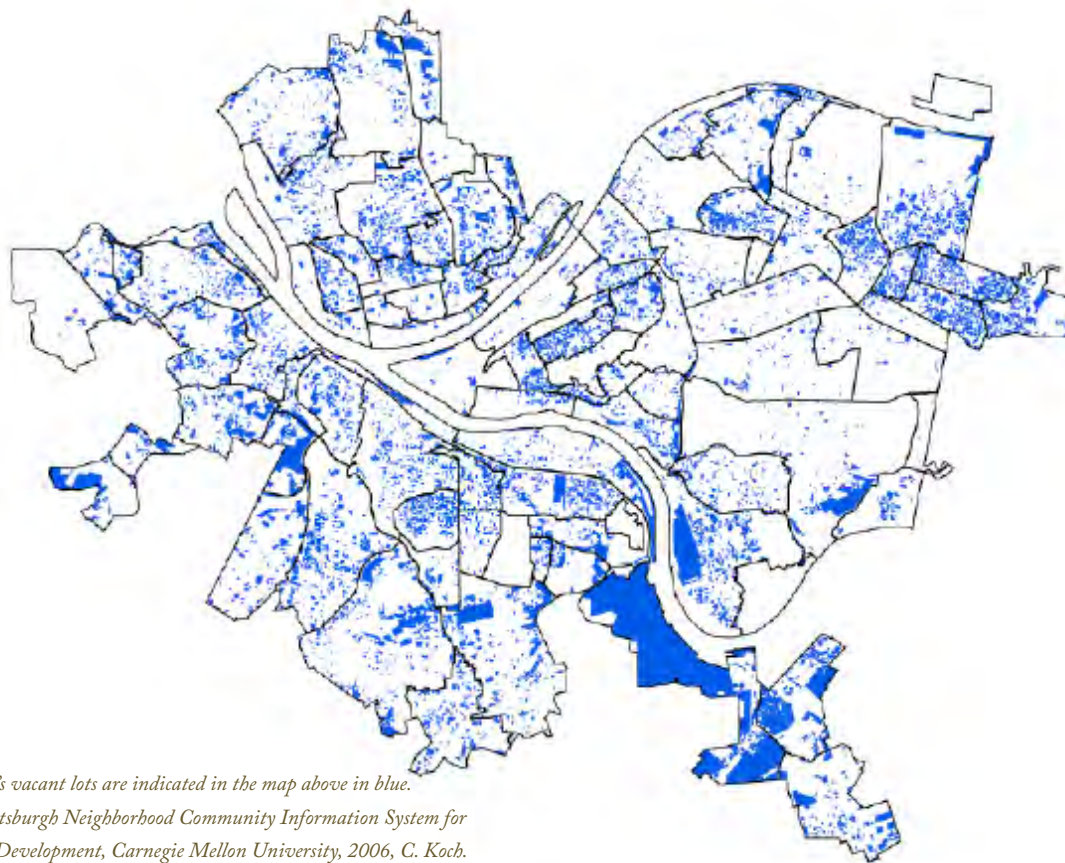 's vacant lots are indicated in the map above in blue.
tsburgh Neighborhood Community Information System for
Development, Carnegie Mellon University, 2006, C. Koch.